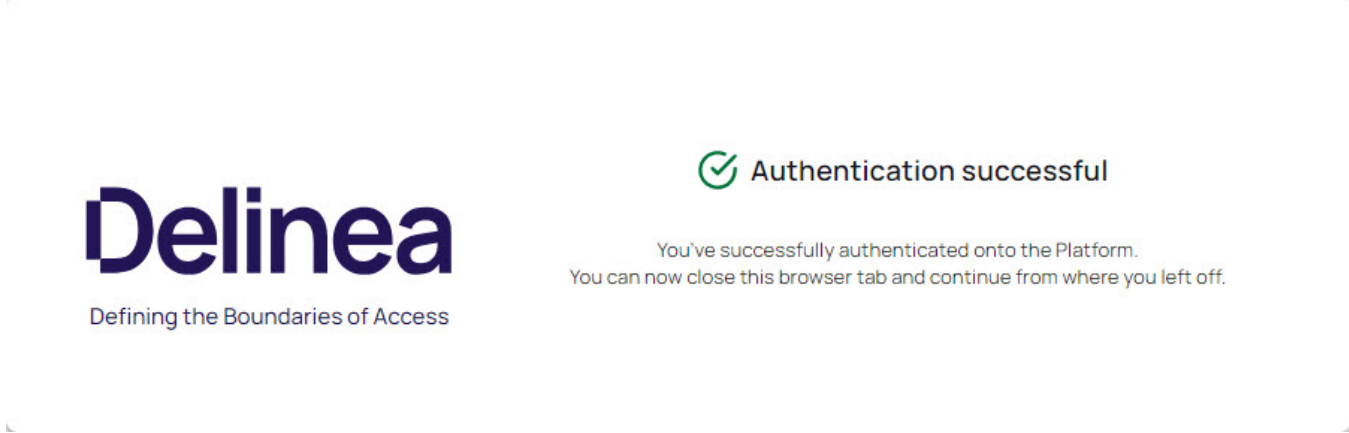 Delinea
Defining the Boundaries of Access
Authentication successful
You've successfully authenticated onto the Platform.
You can now close this browser tab and continue from where you left off.